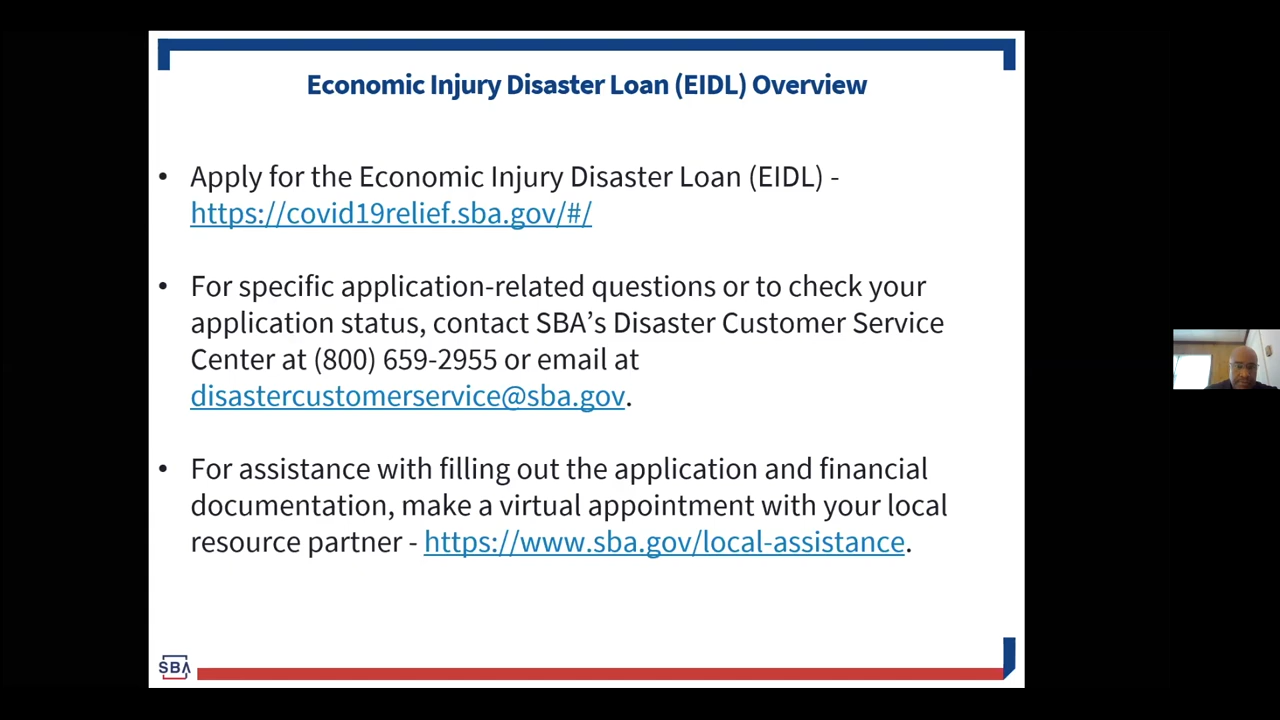 Economic Injury Disaster Loan (EIDL) Overview
• Apply for the Economic Injury Disaster Loan (EIDL) -
https://covid19relief.sba.gov/#/
• For specific application-related questions or to check your
application status, contact SBA’s Disaster Customer Service
Center at (800) 659-2955 or email at
disastercustomerservice@sba.gov.
• For assistance with filling out the application and financial
documentation, make a virtual appointment with your local
resource partner - https://www.sba.gov/local-assistance.
SBA